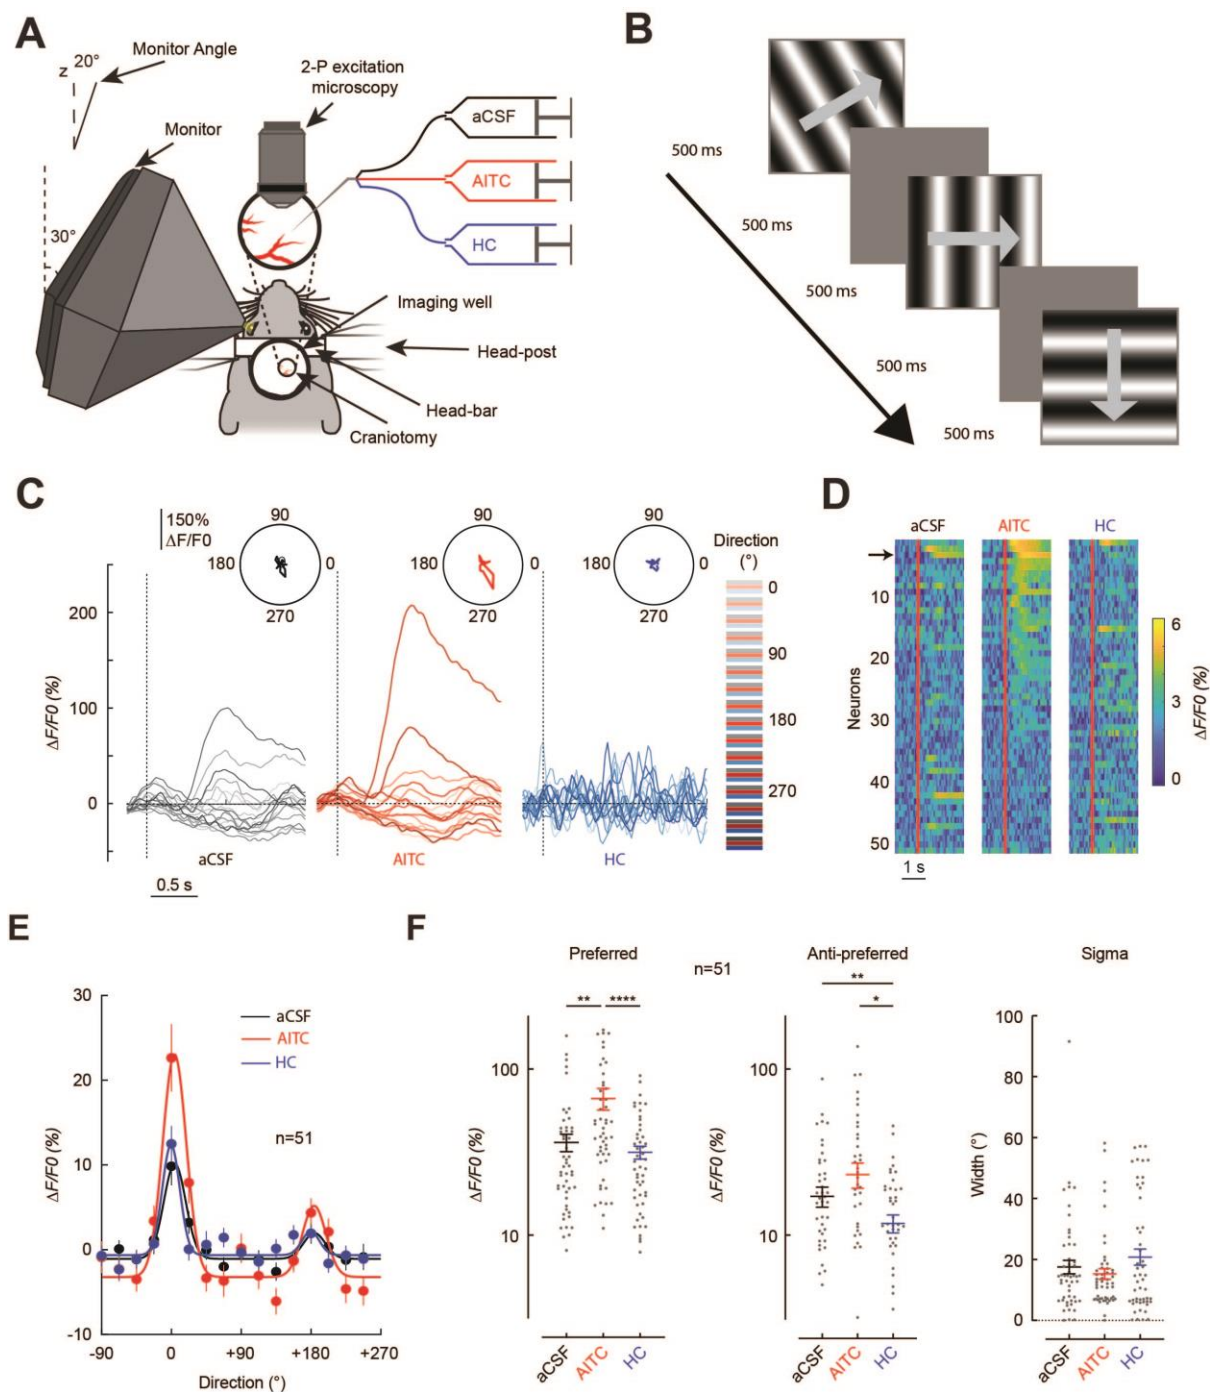 A
Monitor Angle
20°
z
Monitor
30°
2-P excitation
microscopy
aCSF
AITC
HC
Imaging well
Head-post
Head-bar
Craniotomy
B
500 ms
500 ms
500 ms
500 ms
500 ms
C
150%
ΔF/F0
90
180
0
270
90
180
0
270
90
180
0
270
ΔF/F0 (%)
200
100
0
aCSF
AITC
HC
0.5 s
Direction
(°)
0
90
180
270
D
aCSF
AITC
HC
Neurons
10
20
30
40
50
1 s
6
3
0
ΔF/F0 (%)
E
30
20
10
0
-10
ΔF/F0 (%)
aCSF
AITC
HC
n=51
-90
0
+90
+180
+270
Direction (°)
F
Preferred
n=51
Anti-preferred
Sigma
**
****
**
*
ΔF/F0 (%)
100
10
aCSF
AITC
HC
ΔF/F0 (%)
100
10
aCSF
AITC
HC
Width (°)
100
80
60
40
20
0
aCSF
AITC
HC